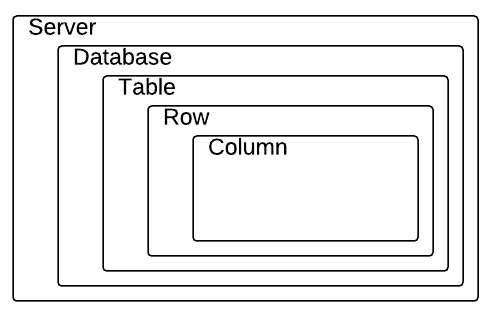 Server
Database
Table
Row
Column